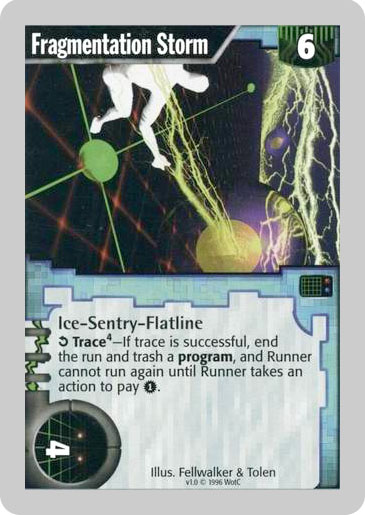 Fragmentation Storm
6
Ice-Sentry-Flatline
Trace⁴—If trace is successful, end
the run and trash a program, and Runner
cannot run again until Runner takes an
action to pay 1.
4
Illus. Fellwalker & Tolen
v1.0 © 1996 WotC